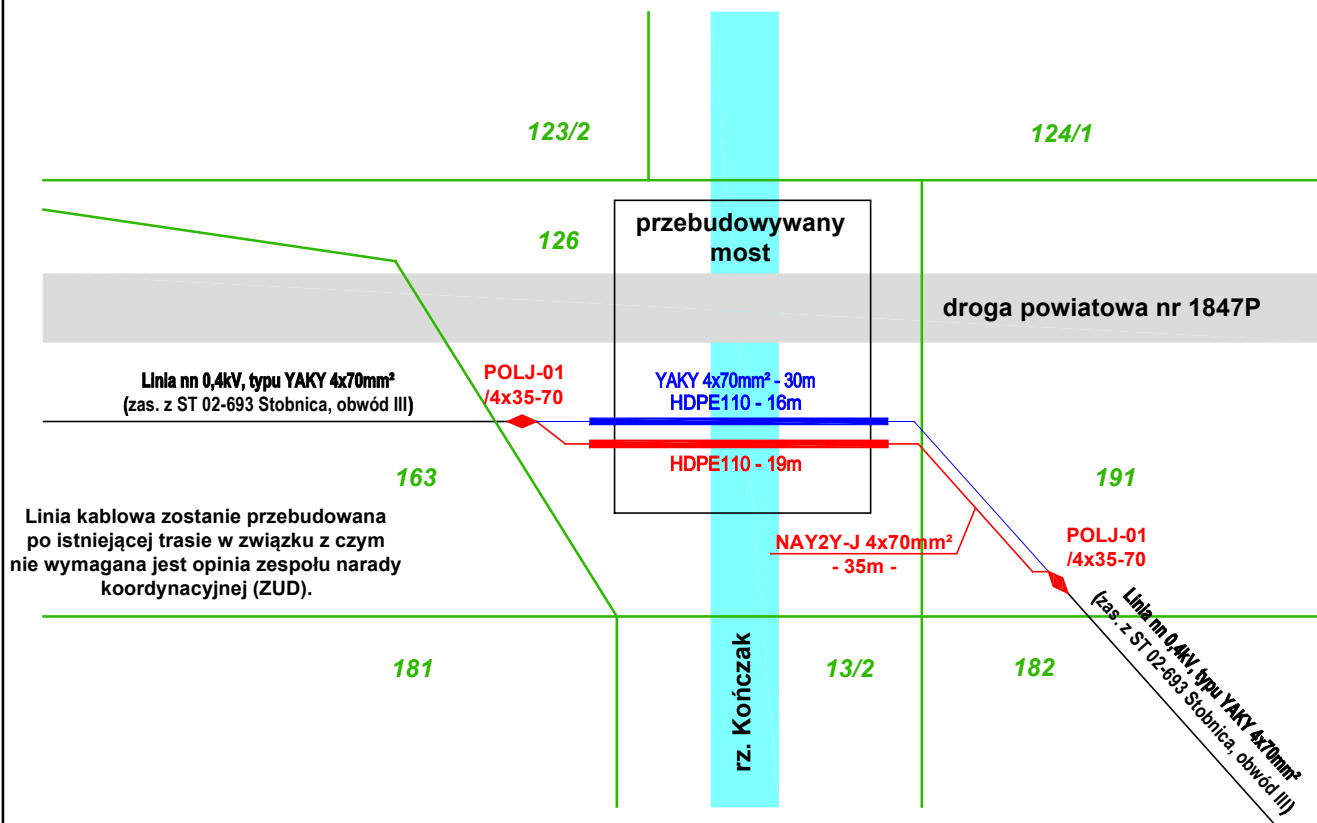 123/2
124/1
126
przebudowywany
most
droga powiatowa nr 1847P
Linia nn 0,4kV, typu YAKY 4x70mm²
(zas. z ST 02-693 Stobnica, obwód III)
POLJ-01
/4x35-70
YAKY 4x70mm² - 30m
HDPE110 - 16m
HDPE110 - 19m
163
191
Linia kablowa zostanie przebudowana
po istniejącej trasie w związku z czym
nie wymagana jest opinia zespołu narady
koordynacyjnej (ZUD).
NAY2Y-J 4x70mm²
- 35m -
POLJ-01
/4x35-70
Linia nn 0,4kV, typu YAKY 4x70mm²
(zas. z ST 02-693 Stobnica, obwód III)
181
rz. Kończak
13/2
182